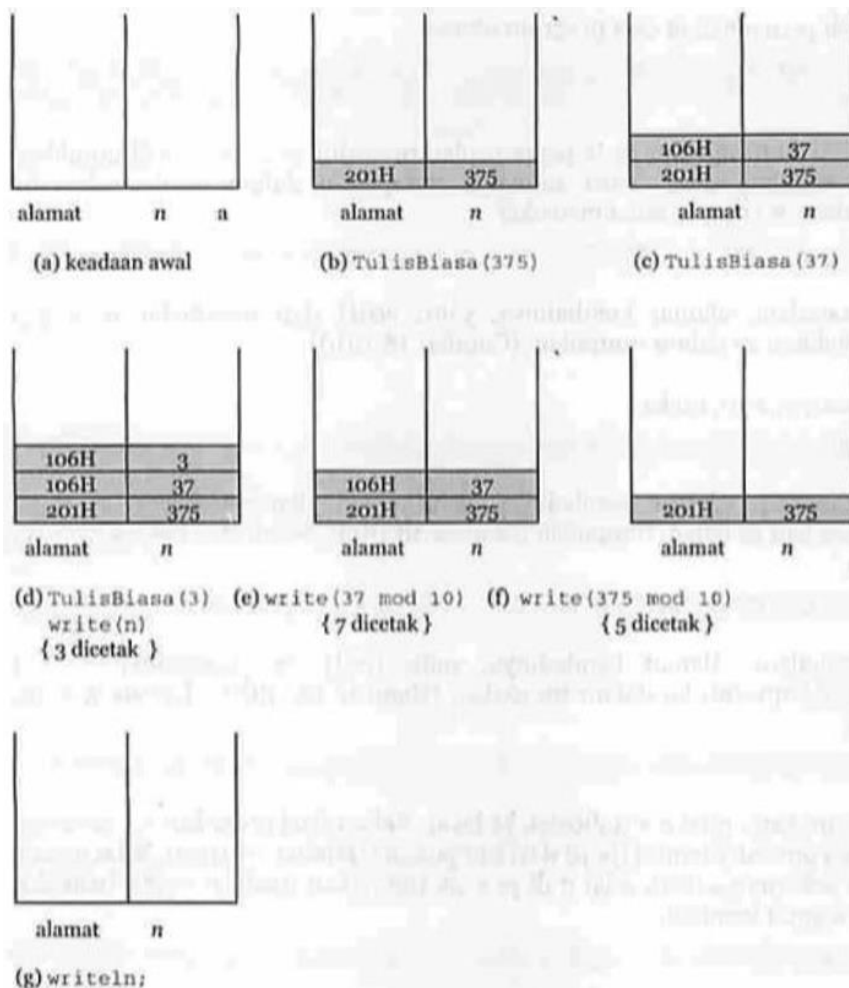 106H 37
201H 375
201H 375
alamat n a
alamat n
alamat n
(a) keadaan awal
(b) TulisBiasa(375)
(c) TulisBiasa(37)
106H 3
106H 37
201H 375
106H 37
201H 375
201H 375
alamat n
alamat n
alamat n
(d) TulisBiasa(3)
write(n)
{ 3 dicetak }
(e) write(37 mod 10)
{ 7 dicetak }
(f) write(375 mod 10)
{ 5 dicetak }
alamat n
(g) writeln;